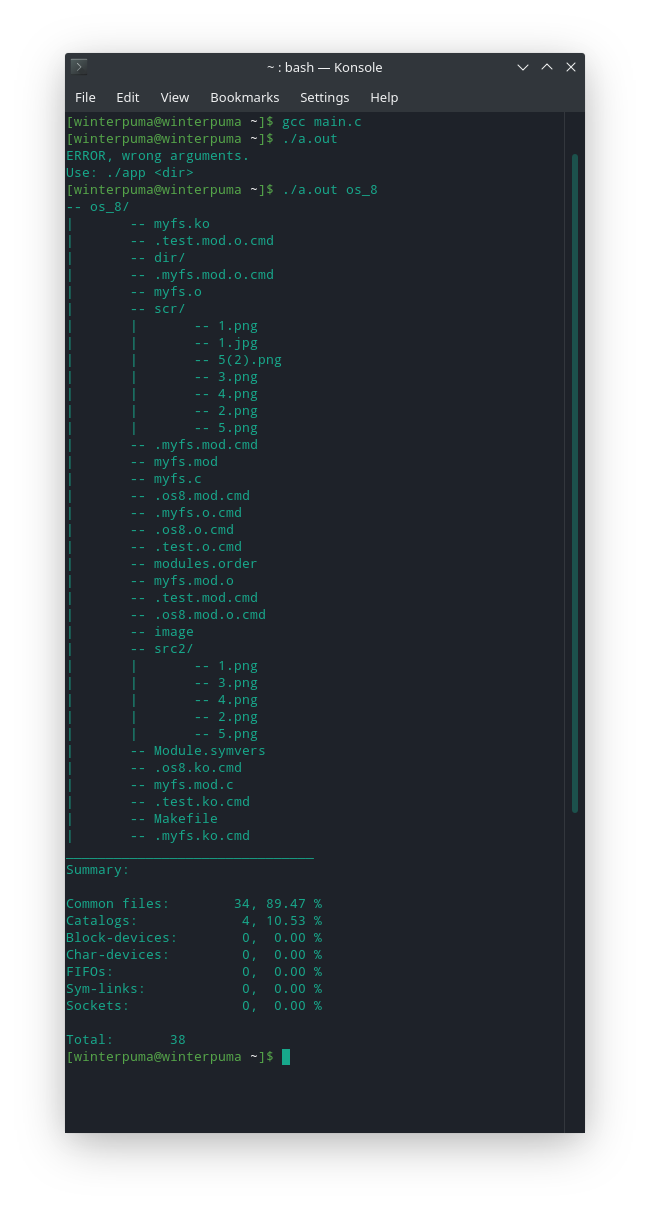 ~ : bash — Konsole
File Edit View Bookmarks Settings Help
[winterpuma@winterpuma ~]$ gcc main.c
[winterpuma@winterpuma ~]$ ./a.out
ERROR, wrong arguments.
Use: ./app <dir>
[winterpuma@winterpuma ~]$ ./a.out os_8
-- os_8/
|       -- myfs.ko
|       -- .test.mod.o.cmd
|       -- dir/
|       -- .myfs.mod.o.cmd
|       -- myfs.o
|       -- scr/
|       |       -- 1.png
|       |       -- 1.jpg
|       |       -- 5(2).png
|       |       -- 3.png
|       |       -- 4.png
|       |       -- 2.png
|       |       -- 5.png
|       -- .myfs.mod.cmd
|       -- myfs.mod
|       -- myfs.c
|       -- .os8.mod.cmd
|       -- .myfs.o.cmd
|       -- .os8.o.cmd
|       -- .test.o.cmd
|       -- modules.order
|       -- myfs.mod.o
|       -- .test.mod.cmd
|       -- .os8.mod.o.cmd
|       -- image
|       -- src2/
|       |       -- 1.png
|       |       -- 3.png
|       |       -- 4.png
|       |       -- 2.png
|       |       -- 5.png
|       -- Module.symvers
|       -- .os8.ko.cmd
|       -- myfs.mod.c
|       -- .test.ko.cmd
|       -- Makefile
|       -- .myfs.ko.cmd
_______________________________
Summary:
Common files:        34, 89.47 %
Catalogs:             4, 10.53 %
Block-devices:        0,  0.00 %
Char-devices:         0,  0.00 %
FIFOs:                0,  0.00 %
Sym-links:            0,  0.00 %
Sockets:              0,  0.00 %
Total:       38
[winterpuma@winterpuma ~]$